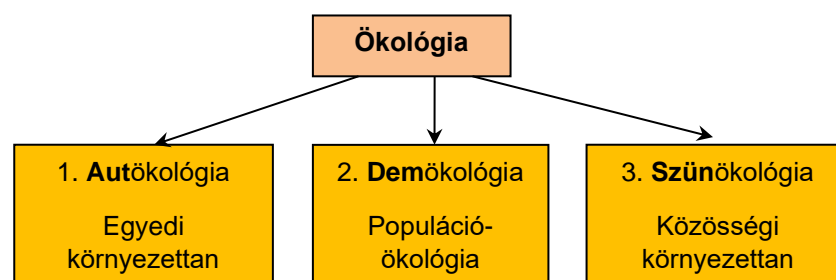 Ökológia
1. Autökológia
Egyedi
környezettan
2. Demökológia
Populáció-
ökológia
3. Szünökológia
Közösségi
környezettan